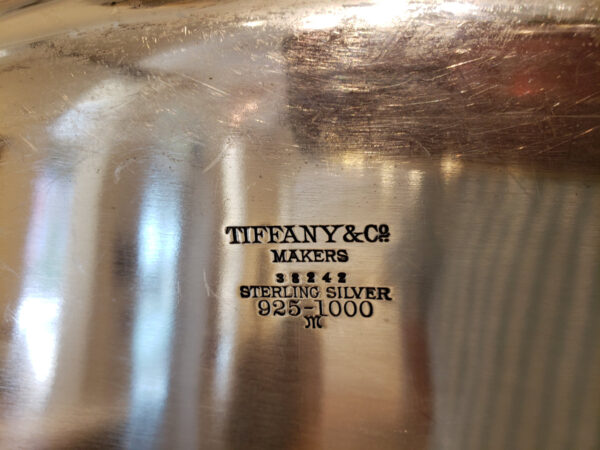 TIFFANY & Cº
MAKERS
38242
STERLING SILVER
925-1000
M